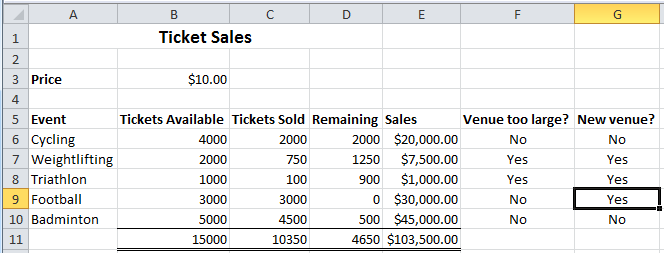 A B C D E F G
1 Ticket Sales
2
3 Price $10.00
4
5 Event Tickets Available Tickets Sold Remaining Sales Venue too large? New venue?
6 Cycling 4000 2000 2000 $20,000.00 No No
7 Weightlifting 2000 750 1250 $7,500.00 Yes Yes
8 Triathlon 1000 100 900 $1,000.00 Yes Yes
9 Football 3000 3000 0 $30,000.00 No Yes
10 Badminton 5000 4500 500 $45,000.00 No No
11 15000 10350 4650 $103,500.00